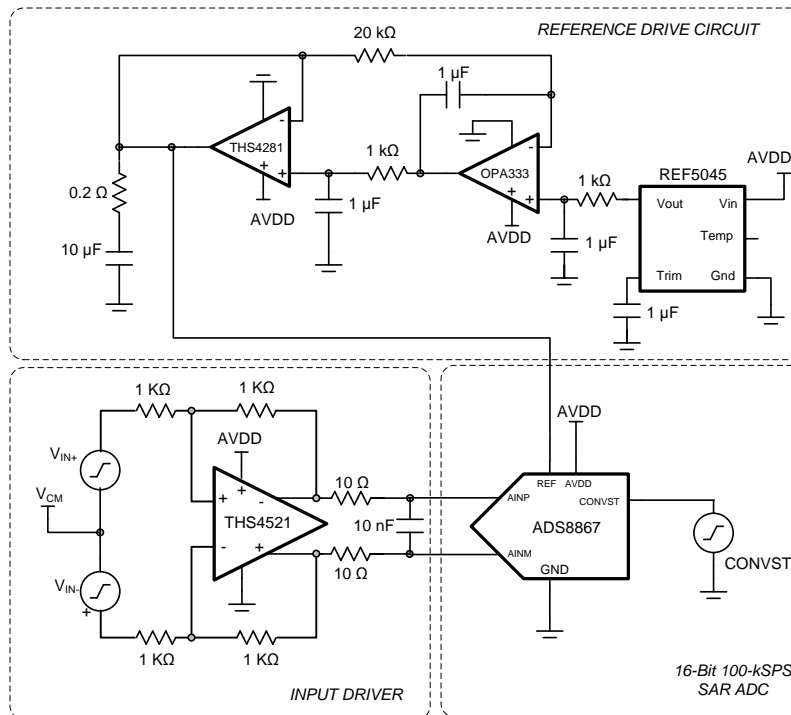 REFERENCE DRIVE CIRCUIT
20 kΩ
1 µF
-
THS4281
+
+
AVDD
1 kΩ
1 µF
-
OPA333
+
+
AVDD
1 kΩ
1 µF
REF5045
AVDD
Vout
Vin
Temp
Trim
Gnd
1 µF
0.2 Ω
10 µF
1 KΩ
1 KΩ
AVDD
VIN+
VCM
VIN-
+
+
+
-
-
+
THS4521
10 Ω
10 nF
10 Ω
1 KΩ
1 KΩ
INPUT DRIVER
AVDD
REF
AVDD
CONVST
AINP
ADS8867
AINM
GND
CONVST
16-Bit 100-kSPS
SAR ADC